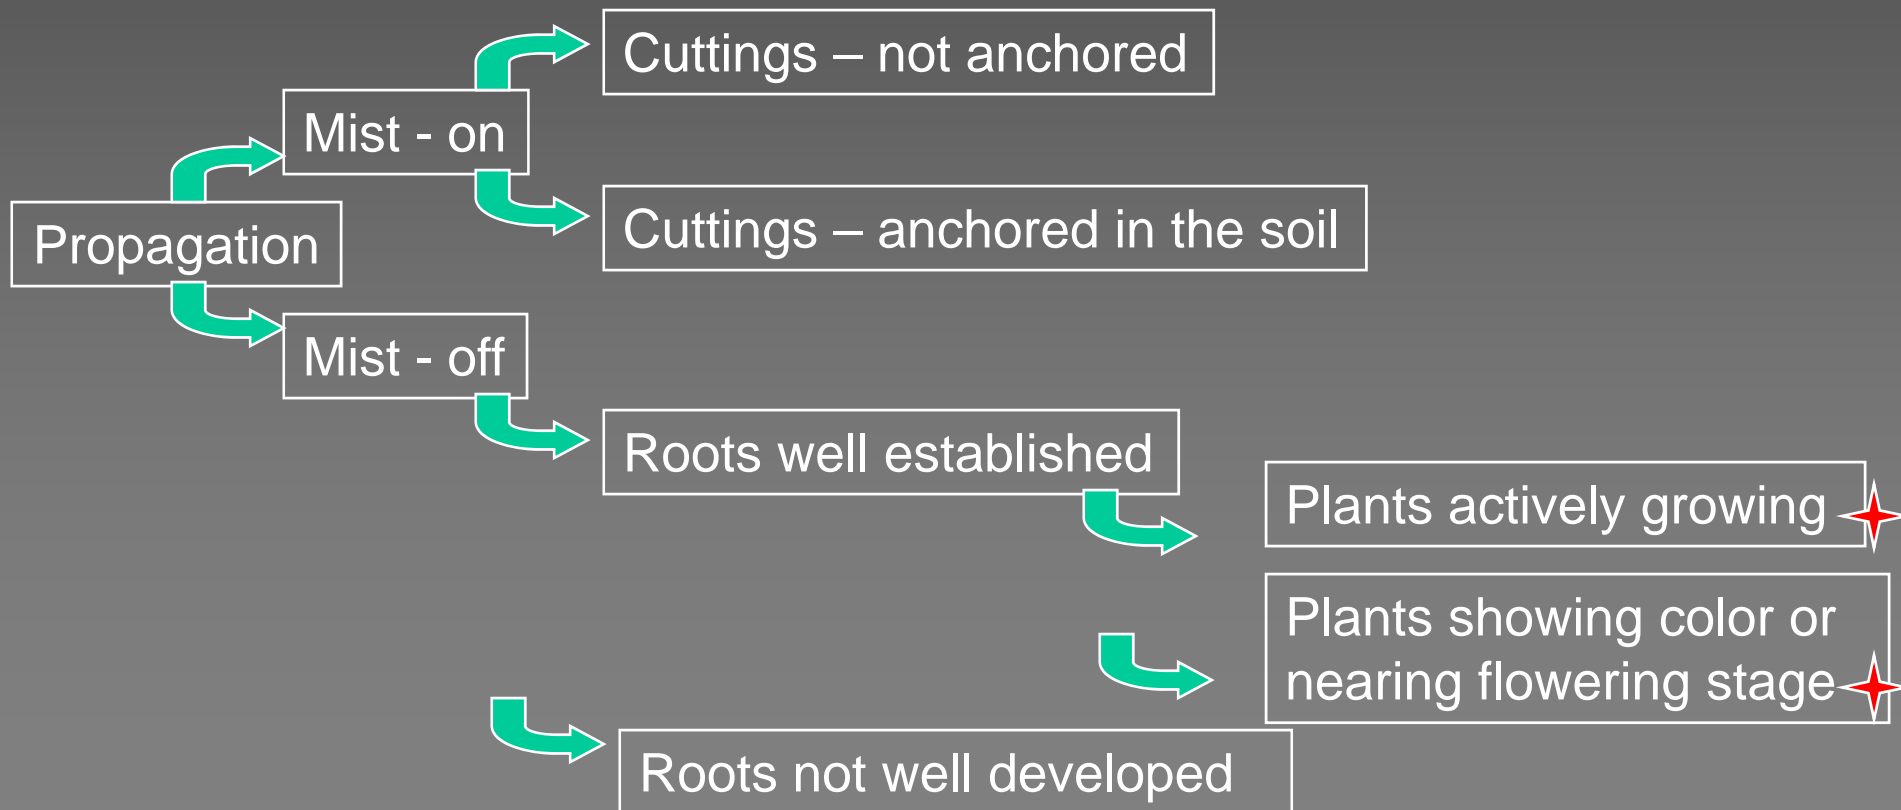 Cuttings – not anchored
Mist - on
Cuttings – anchored in the soil
Propagation
Mist - off
Roots well established
Plants actively growing
Plants showing color or
nearing flowering stage
Roots not well developed